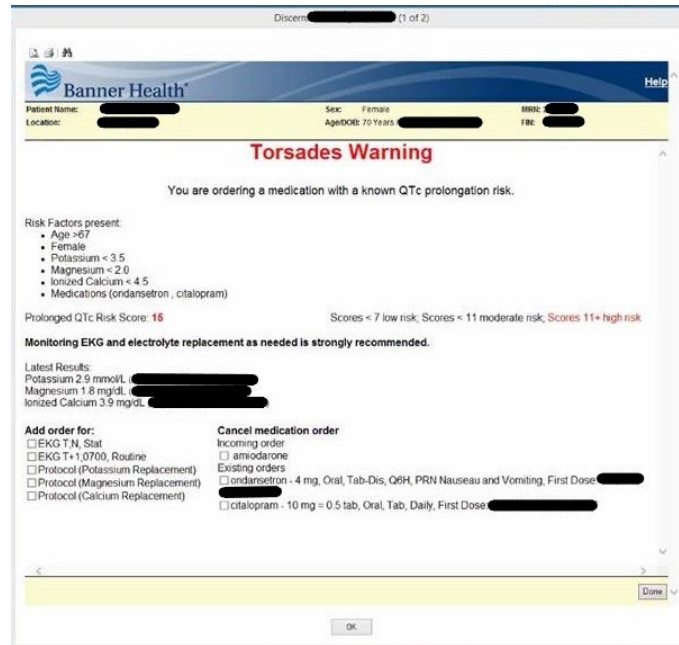 Discern (1 of 2)
Banner Health
Help
Patient Name: Sex: Female MRN:
Location: Age/DOB: 70 Years FIN:
Torsades Warning
You are ordering a medication with a known QTc prolongation risk.
Risk Factors present:
• Age >67
• Female
• Potassium < 3.5
• Magnesium < 2.0
• Ionized Calcium < 4.5
• Medications (ondansetron , citalopram)
Prolonged QTc Risk Score: 15 Scores < 7 low risk; Scores < 11 moderate risk; Scores 11+ high risk
Monitoring EKG and electrolyte replacement as needed is strongly recommended.
Latest Results:
Potassium 2.9 mmol/L (
Magnesium 1.8 mg/dL (
Ionized Calcium 3.9 mg/dL (
Add order for: Cancel medication order
EKG T;N, Stat Incoming order
EKG T+1;0700, Routine amiodarone
Protocol (Potassium Replacement) Existing orders
Protocol (Magnesium Replacement) ondansetron - 4 mg, Oral, Tab-Dis, Q6H, PRN Nauseau and Vomiting, First Dose:
Protocol (Calcium Replacement)
citalopram - 10 mg = 0.5 tab, Oral, Tab, Daily, First Dose:
Done
OK